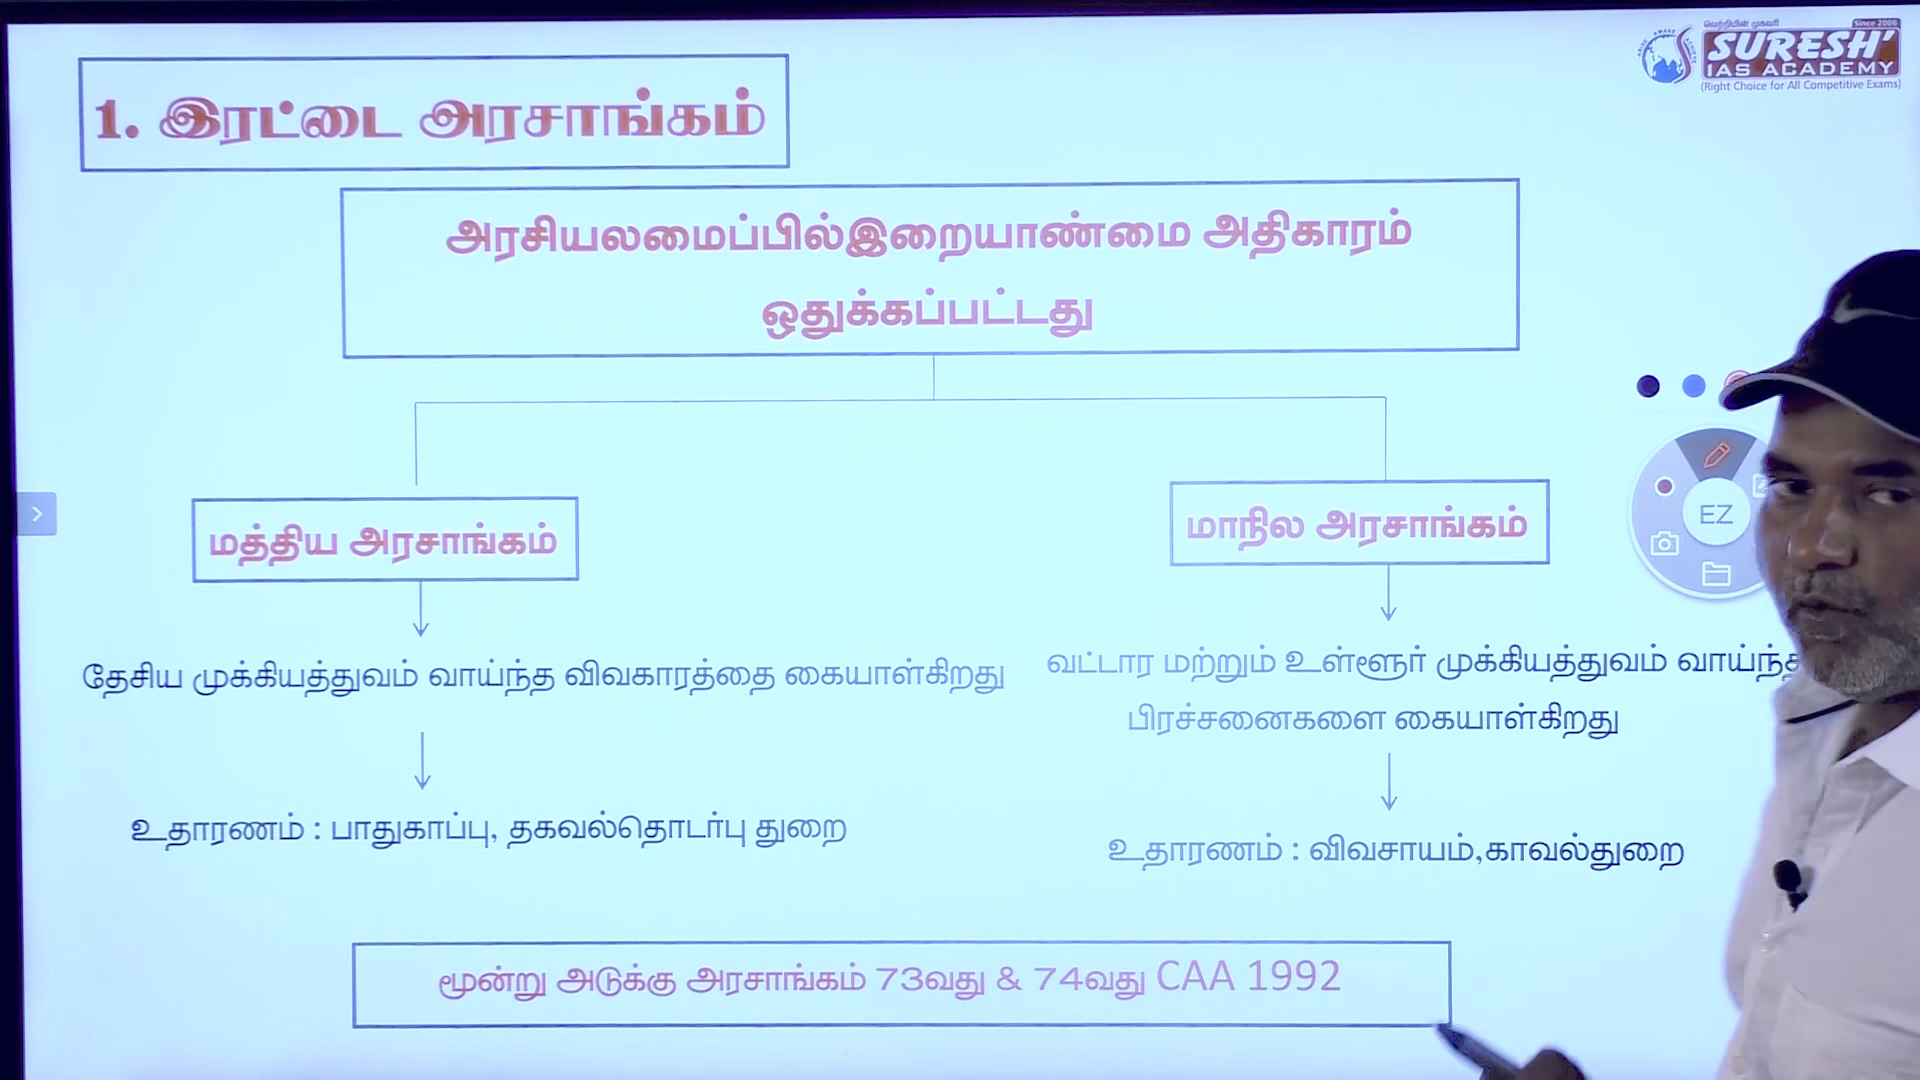 வெற்றியின் முகவரி
Since 2006
SURESH'
IAS ACADEMY
(Right Choice for All Competitive Exams)
1. இரட்டை அரசாங்கம்
அரசியலமைப்பில்இறையாண்மை அதிகாரம்
ஒதுக்கப்பட்டது
மத்திய அரசாங்கம்
மாநில அரசாங்கம்
EZ
தேசிய முக்கியத்துவம் வாய்ந்த விவகாரத்தை கையாள்கிறது
வட்டார மற்றும் உள்ளூர் முக்கியத்துவம் வாய்ந்த
பிரச்சனைகளை கையாள்கிறது
உதாரணம் : பாதுகாப்பு, தகவல்தொடர்பு துறை
உதாரணம் : விவசாயம்,காவல்துறை
மூன்று அடுக்கு அரசாங்கம் 73வது & 74வது CAA 1992